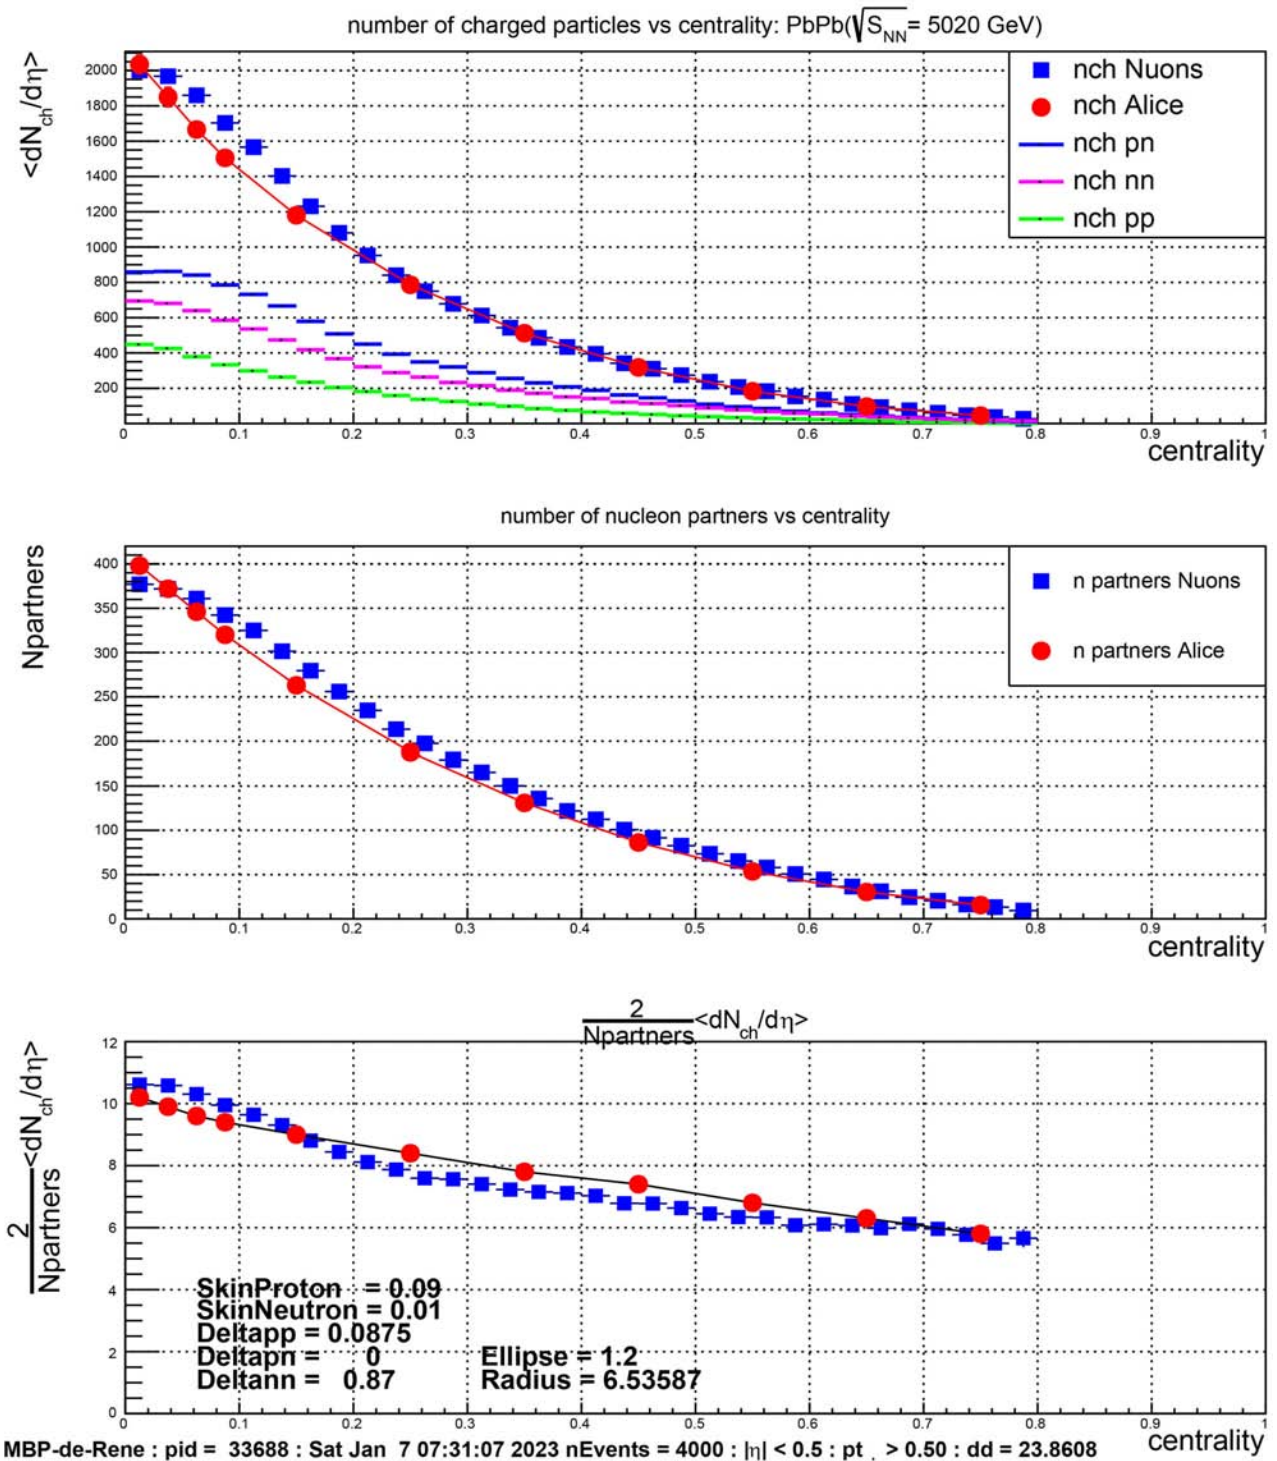 number of charged particles vs centrality: PbPb(√S_NN = 5020 GeV)
<dN_ch/dη>
2000
1800
1600
1400
1200
1000
800
600
400
200
nch Nuons
nch Alice
nch pn
nch nn
nch pp
0 0.1 0.2 0.3 0.4 0.5 0.6 0.7 0.8 0.9 1
centrality
number of nucleon partners vs centrality
Npartners
400
350
300
250
200
150
100
50
0
n partners Nuons
n partners Alice
0 0.1 0.2 0.3 0.4 0.5 0.6 0.7 0.8 0.9 1
centrality
2/Npartners <dN_ch/dη>
2/Npartners <dN_ch/dη>
12
10
8
6
4
2
0
SkinProton = 0.09
SkinNeutron = 0.01
Deltapp = 0.0875
Deltapn = 0 Ellipse = 1.2
Deltann = 0.87 Radius = 6.53587
0 0.1 0.2 0.3 0.4 0.5 0.6 0.7 0.8 0.9 1
centrality
MBP-de-Rene : pid = 33688 : Sat Jan 7 07:31:07 2023 nEvents = 4000 : |η| < 0.5 : pt > 0.50 : dd = 23.8608